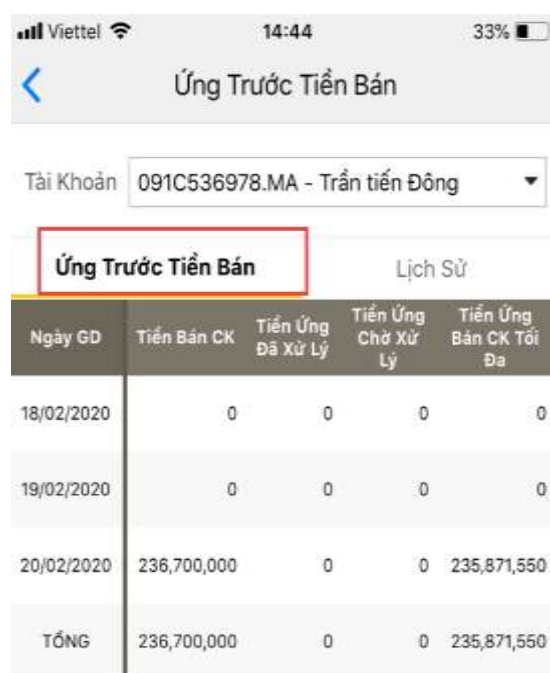 Viettel 14:44 33%
Ứng Trước Tiền Bán
Tài Khoản 091C536978.MA - Trần tiến Đông
Ứng Trước Tiền Bán Lịch Sử
Ngày GD Tiền Bán CK Tiền Ứng Đã Xử Lý Tiền Ứng Chờ Xử Lý Tiền Ứng Bán CK Tối Đa
18/02/2020 0 0 0 0
19/02/2020 0 0 0 0
20/02/2020 236,700,000 0 0 235,871,550
TỔNG 236,700,000 0 0 235,871,550